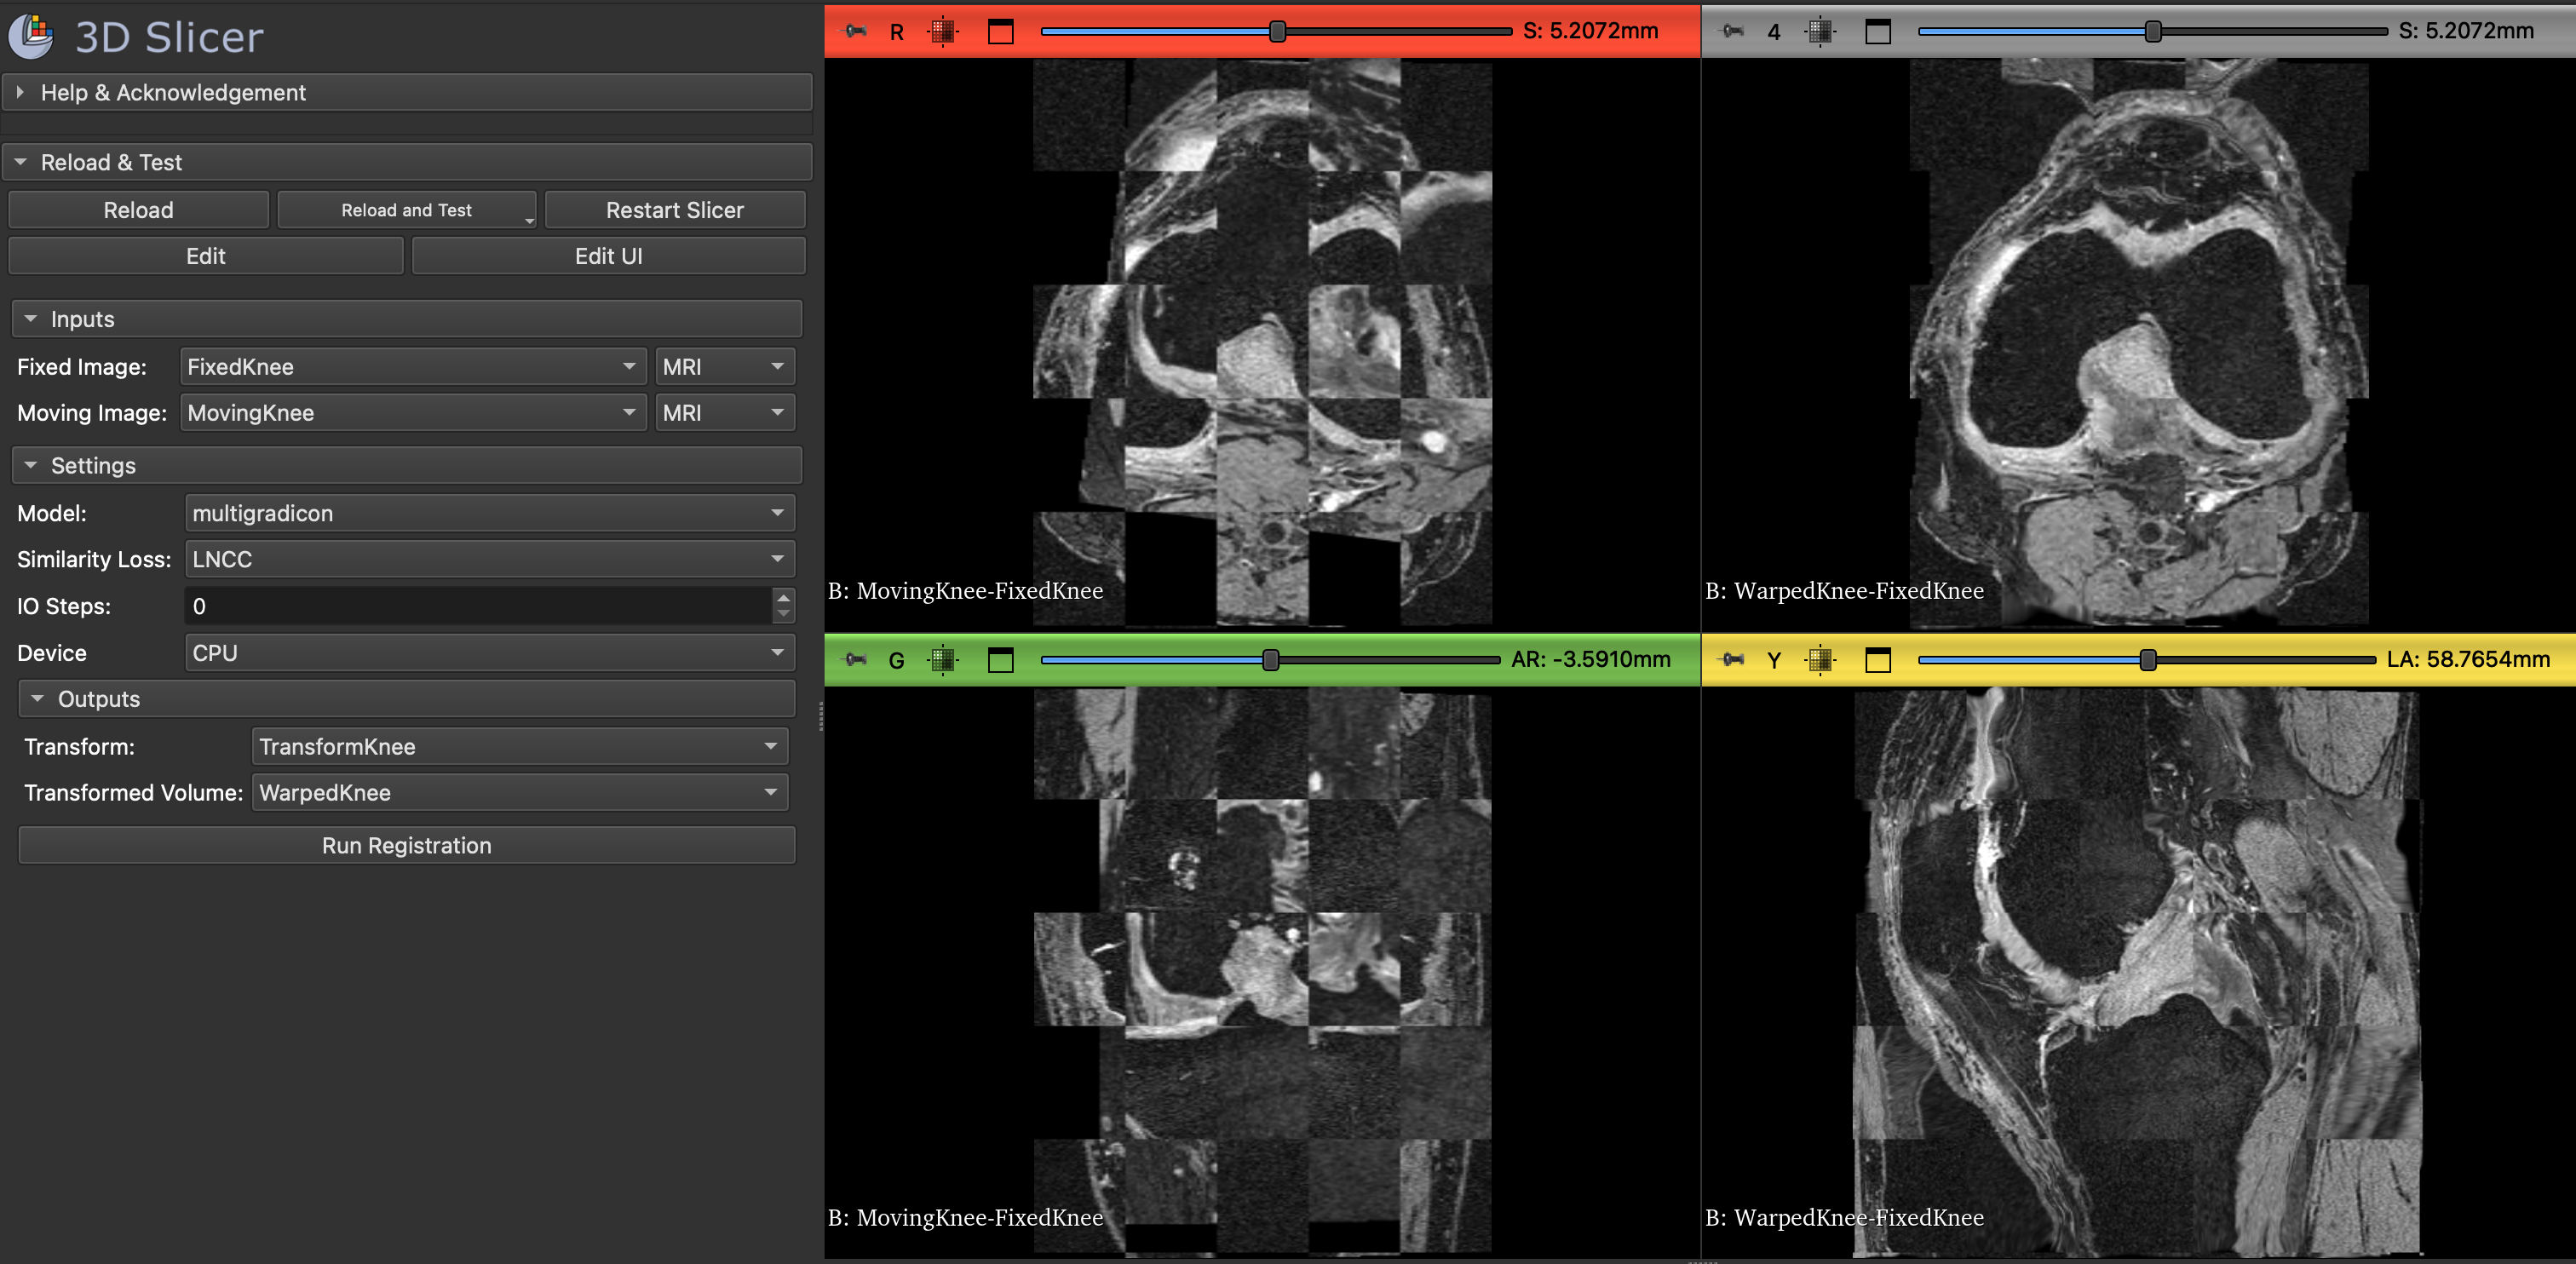 3D Slicer
Help & Acknowledgement
Reload & Test
Reload
Reload and Test
Restart Slicer
Edit
Edit UI
Inputs
Fixed Image: FixedKnee MRI
Moving Image: MovingKnee MRI
Settings
Model: multigradicon
Similarity Loss: LNCC
IO Steps: 0
Device CPU
Outputs
Transform: TransformKnee
Transformed Volume: WarpedKnee
Run Registration
R S: 5.2072mm
B: MovingKnee-FixedKnee
4 S: 5.2072mm
B: WarpedKnee-FixedKnee
G AR: -3.5910mm
B: MovingKnee-FixedKnee
Y LA: 58.7654mm
B: WarpedKnee-FixedKnee